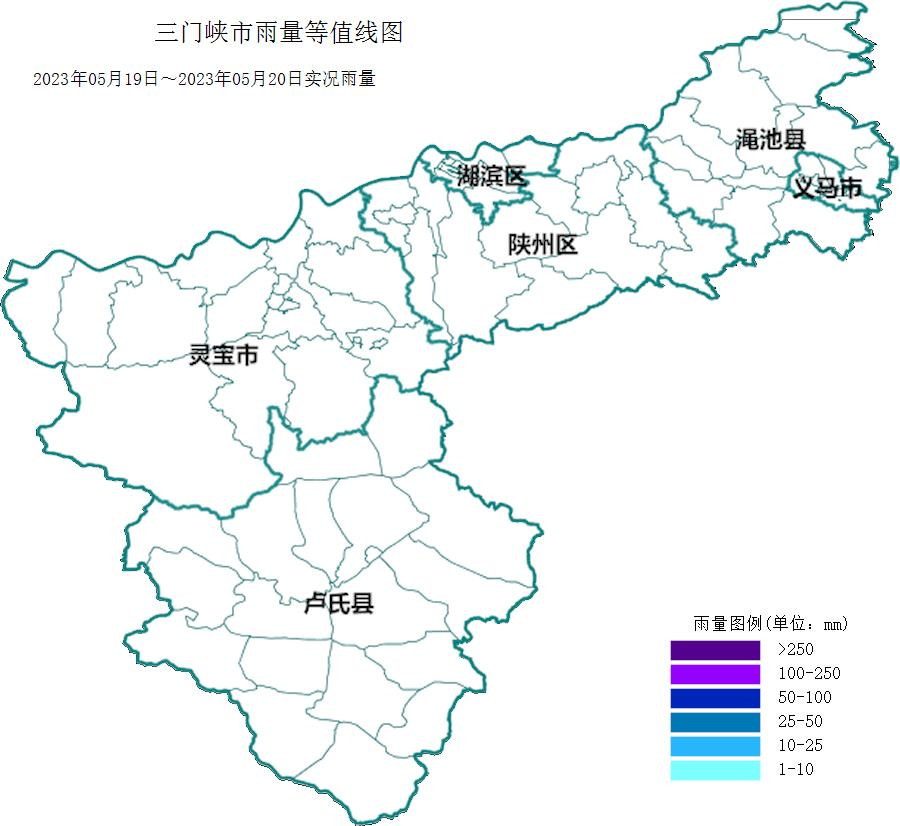 三门峡市雨量等值线图
2023年05月19日～2023年05月20日实况雨量
渑池县
湖滨区
义马市
陕州区
灵宝市
卢氏县
雨量图例(单位：mm)
>250
100-250
50-100
25-50
10-25
1-10